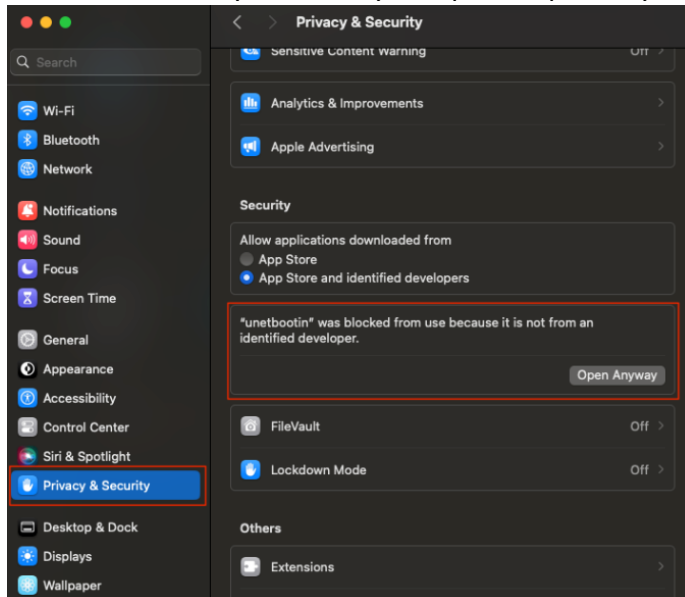 Privacy & Security
Search
Wi-Fi
Bluetooth
Network
Notifications
Sound
Focus
Screen Time
General
Appearance
Accessibility
Control Center
Siri & Spotlight
Privacy & Security
Desktop & Dock
Displays
Wallpaper
Sensitive Content Warning
Off
Analytics & Improvements
Apple Advertising
Security
Allow applications downloaded from
App Store
App Store and identified developers
“unetbootin” was blocked from use because it is not from an
identified developer.
Open Anyway
FileVault
Off
Lockdown Mode
Off
Others
Extensions